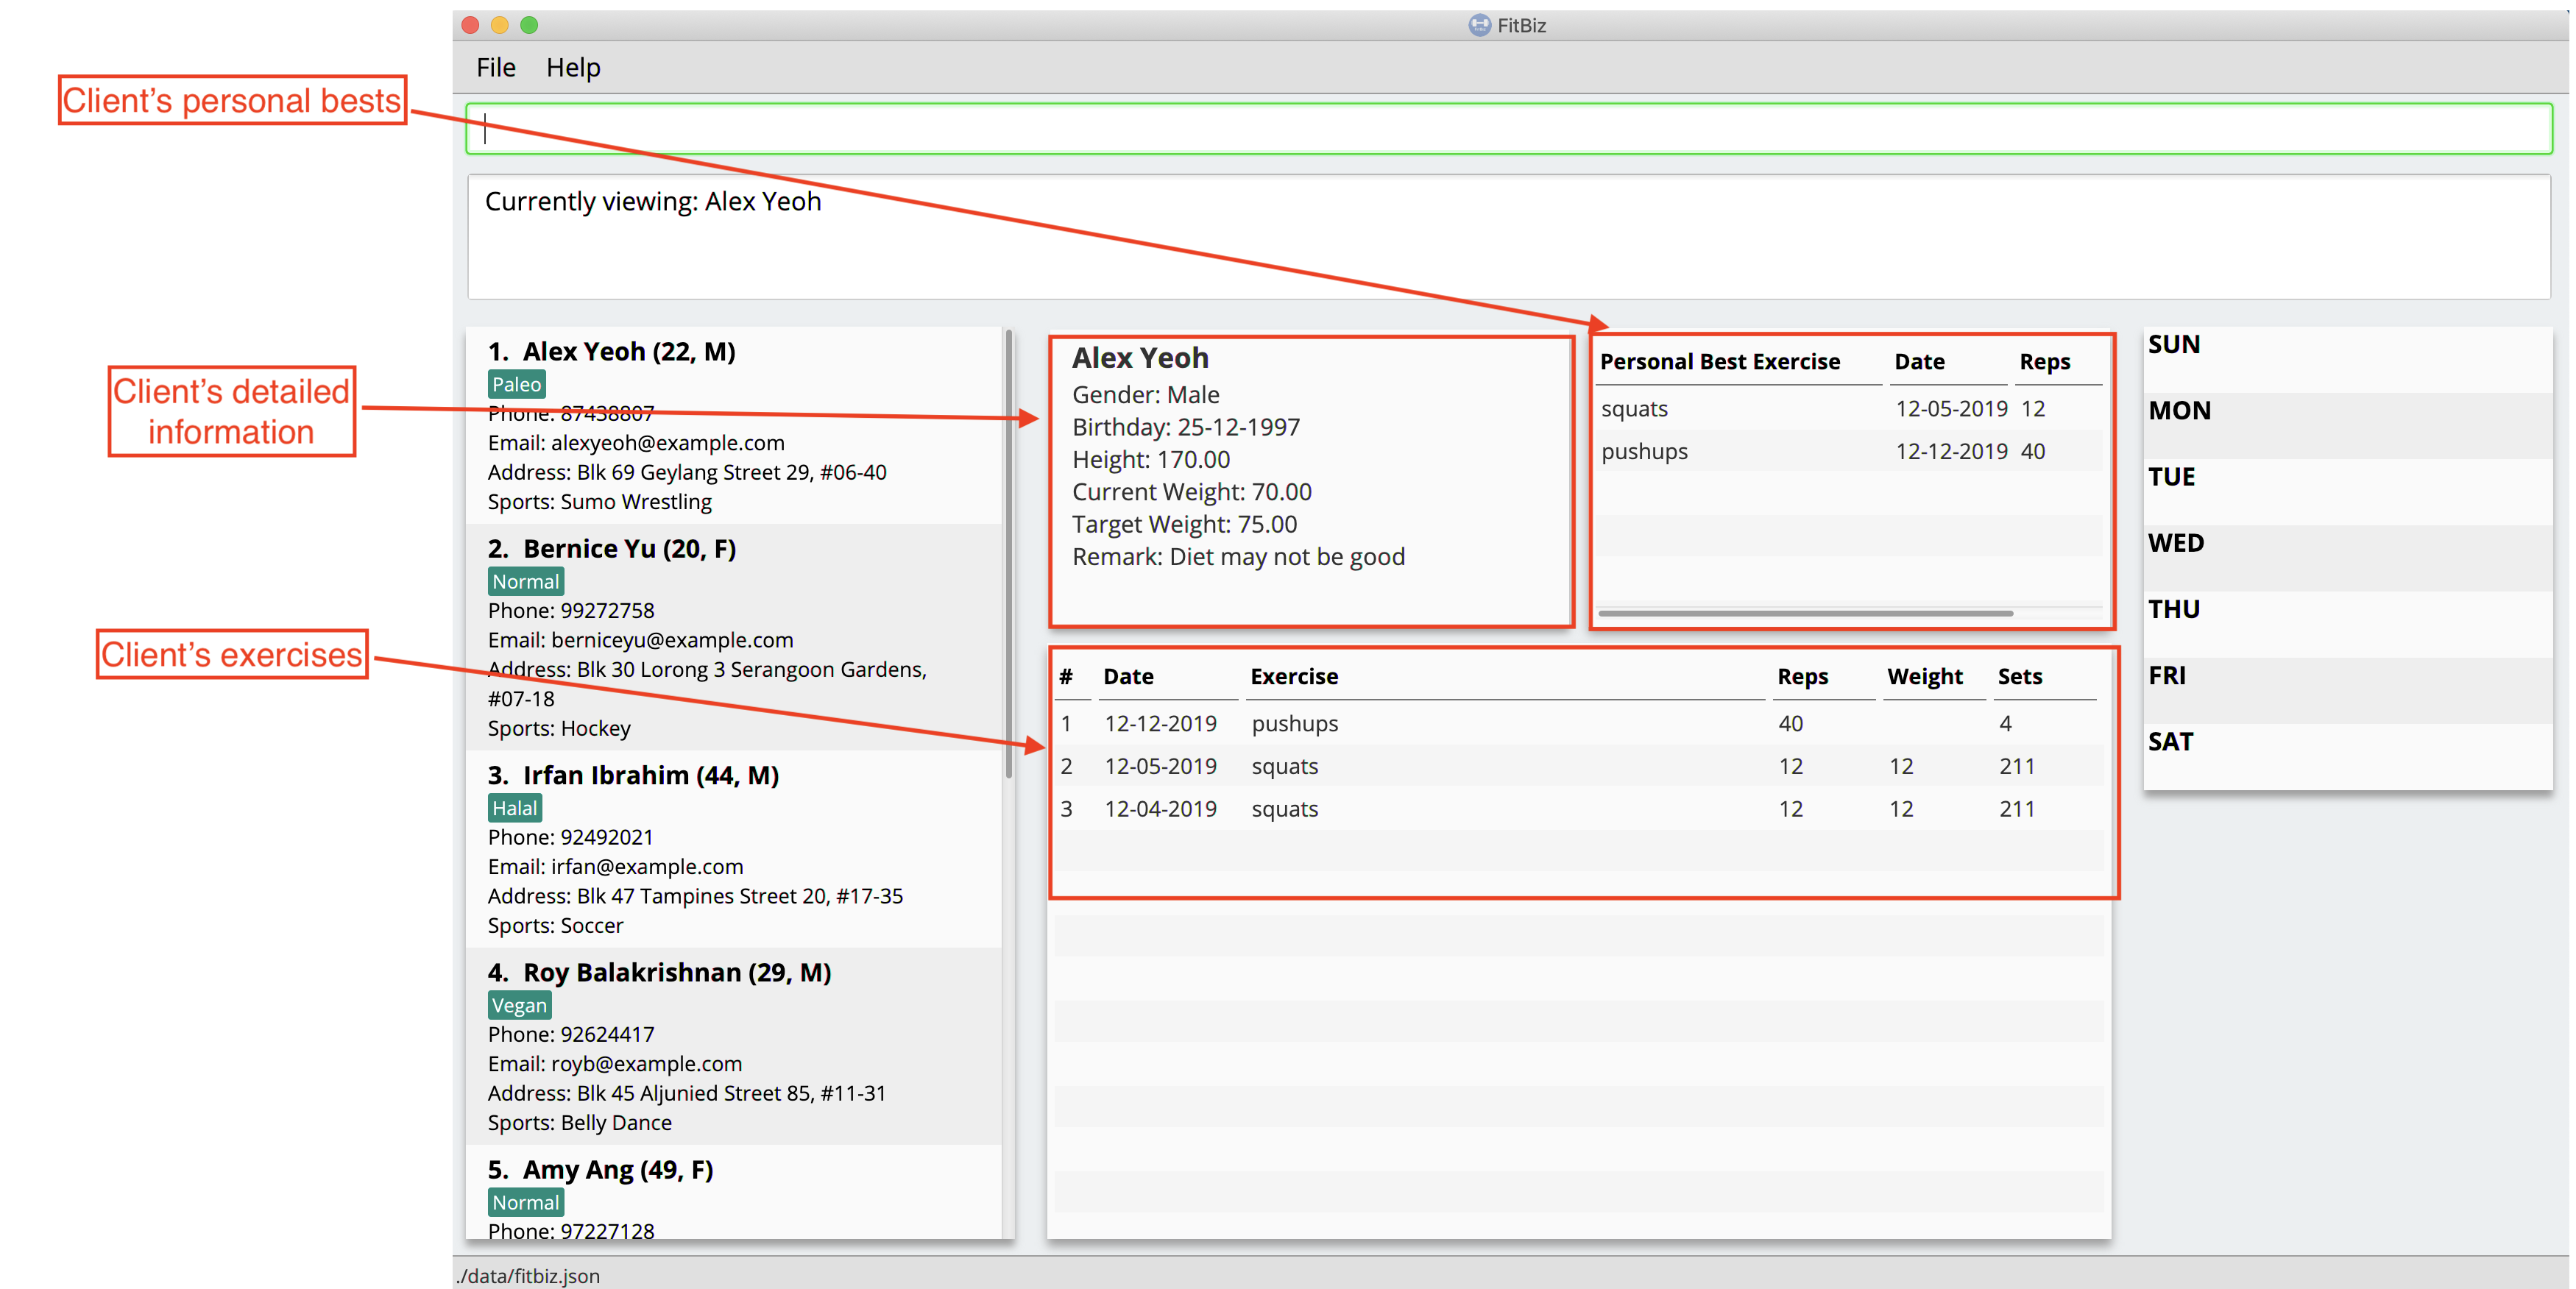 FitBiz
File Help
Client's personal bests
Currently viewing: Alex Yeoh
Client's detailed
information
Client's exercises
1. Alex Yeoh (22, M)
Paleo
Phone: 87438807
Email: alexyeoh@example.com
Address: Blk 69 Geylang Street 29, #06-40
Sports: Sumo Wrestling
2. Bernice Yu (20, F)
Normal
Phone: 99272758
Email: berniceyu@example.com
Address: Blk 30 Lorong 3 Serangoon Gardens,
#07-18
Sports: Hockey
3. Irfan Ibrahim (44, M)
Halal
Phone: 92492021
Email: irfan@example.com
Address: Blk 47 Tampines Street 20, #17-35
Sports: Soccer
4. Roy Balakrishnan (29, M)
Vegan
Phone: 92624417
Email: royb@example.com
Address: Blk 45 Aljunied Street 85, #11-31
Sports: Belly Dance
5. Amy Ang (49, F)
Normal
Phone: 97227128
Alex Yeoh
Gender: Male
Birthday: 25-12-1997
Height: 170.00
Current Weight: 70.00
Target Weight: 75.00
Remark: Diet may not be good
Personal Best Exercise Date Reps
squats 12-05-2019 12
pushups 12-12-2019 40
# Date Exercise Reps Weight Sets
1 12-12-2019 pushups 40 4
2 12-05-2019 squats 12 12 211
3 12-04-2019 squats 12 12 211
SUN
MON
TUE
WED
THU
FRI
SAT
./data/fitbiz.json